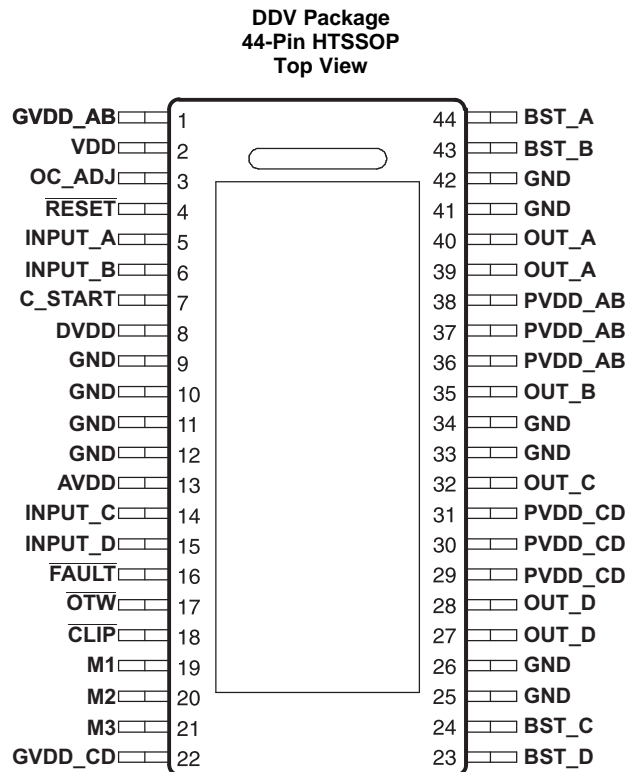 DDV Package
44-Pin HTSSOP
Top View
GVDD_AB 1 44 BST_A
VDD 2 43 BST_B
OC_ADJ 3 42 GND
RESET 4 41 GND
INPUT_A 5 40 OUT_A
INPUT_B 6 39 OUT_A
C_START 7 38 PVDD_AB
DVDD 8 37 PVDD_AB
GND 9 36 PVDD_AB
GND 10 35 OUT_B
GND 11 34 GND
GND 12 33 GND
AVDD 13 32 OUT_C
INPUT_C 14 31 PVDD_CD
INPUT_D 15 30 PVDD_CD
FAULT 16 29 PVDD_CD
OTW 17 28 OUT_D
CLIP 18 27 OUT_D
M1 19 26 GND
M2 20 25 GND
M3 21 24 BST_C
GVDD_CD 22 23 BST_D